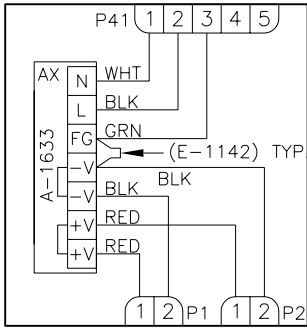 P41 1 2 3 4 5
AX N WHT
L BLK
FG GRN
(E-1142) TYP.
-V BLK
A-1633
-V BLK
+V RED
+V RED
1 2 P1 1 2 P2